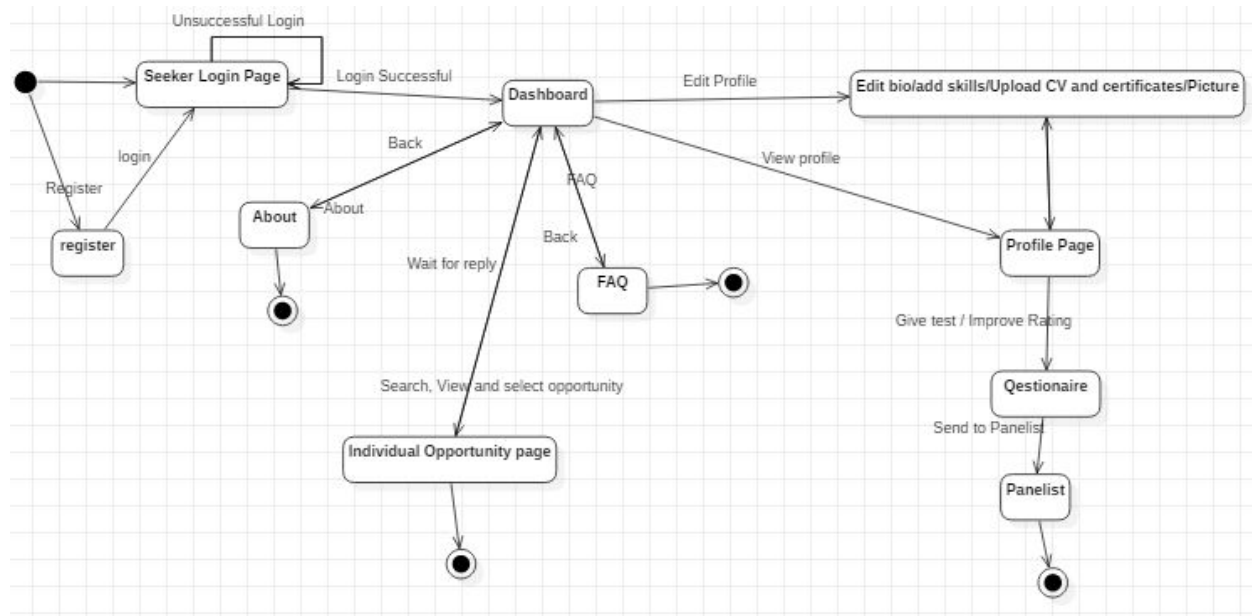 Unsuccessful Login
Seeker Login Page
Login Successful
Dashboard
Edit Profile
Edit bio/add skills/Upload CV and certificates/Picture
login
Register
register
Back
About
About
FAQ
Back
FAQ
View profile
Profile Page
Wait for reply
Search, View and select opportunity
Individual Opportunity page
Give test / Improve Rating
Qestionaire
Send to Panelist
Panelist